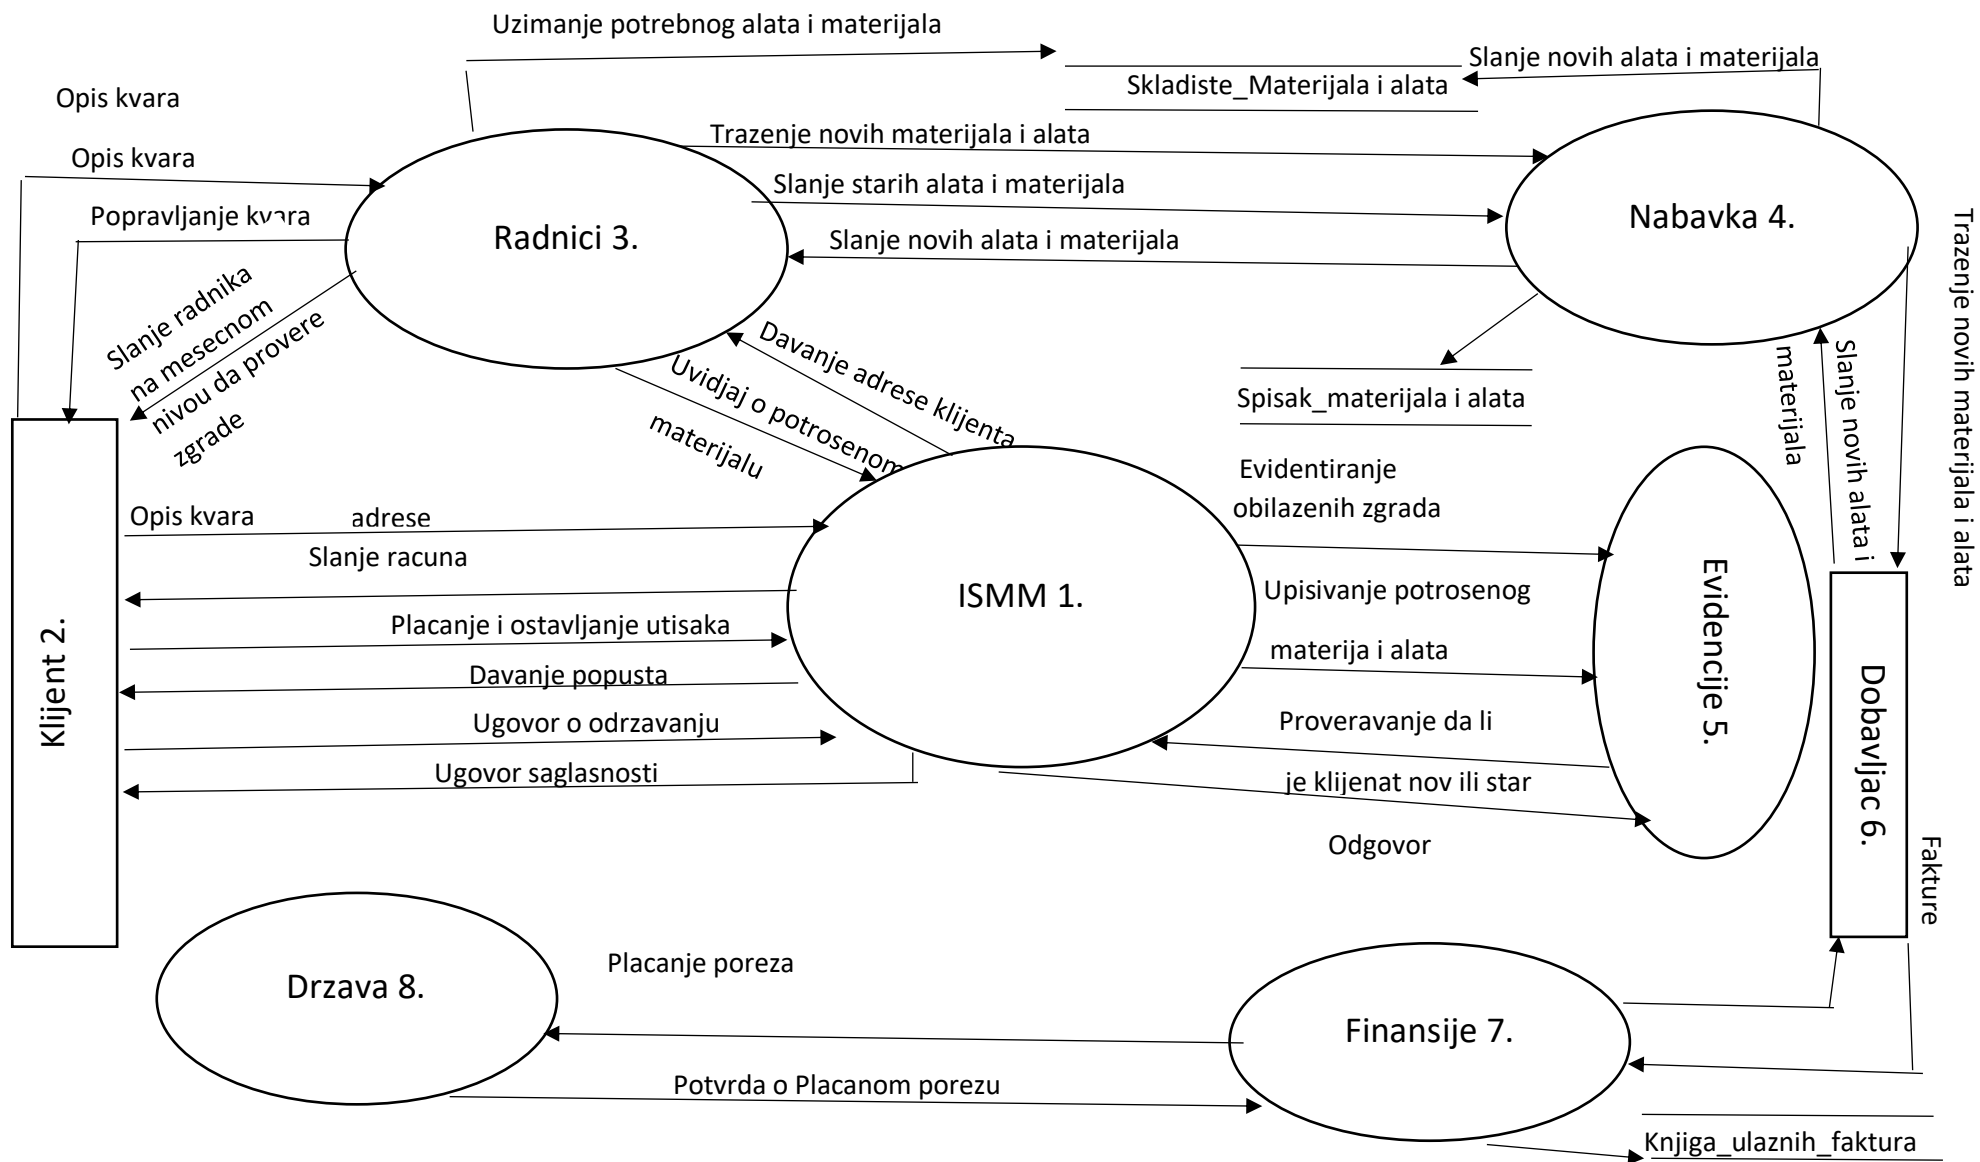 Uzimanje potrebnog alata i materijala
Slanje novih alata i materijala
Skladiste_Materijala i alata
Opis kvara
Trazenje novih materijala i alata
Opis kvara
Slanje starih alata i materijala
Popravljanje kvara
Radnici 3.
Nabavka 4.
Slanje novih alata i materijala
Slanje radnika
na mesecnom
nivou da provere
zgrade
Davanje adrese klijenta
Uvidjaj o potrosenom
materijalu
Spisak_materijala i alata
Slanje novih alata i
materijala
Trazenje novih materijala i alata
Evidentiranje
obilazenih zgrada
Opis kvara adrese
Slanje racuna
ISMM 1.
Upisivanje potrosenog
materija i alata
Placanje i ostavljanje utisaka
Davanje popusta
Klijent 2.
Evidencije 5.
Dobavljac 6.
Ugovor o odrzavanju
Proveravanje da li
je klijenat nov ili star
Ugovor saglasnosti
Odgovor
Fakture
Placanje poreza
Drzava 8.
Finansije 7.
Potvrda o Placanom porezu
Knjiga_ulaznih_faktura